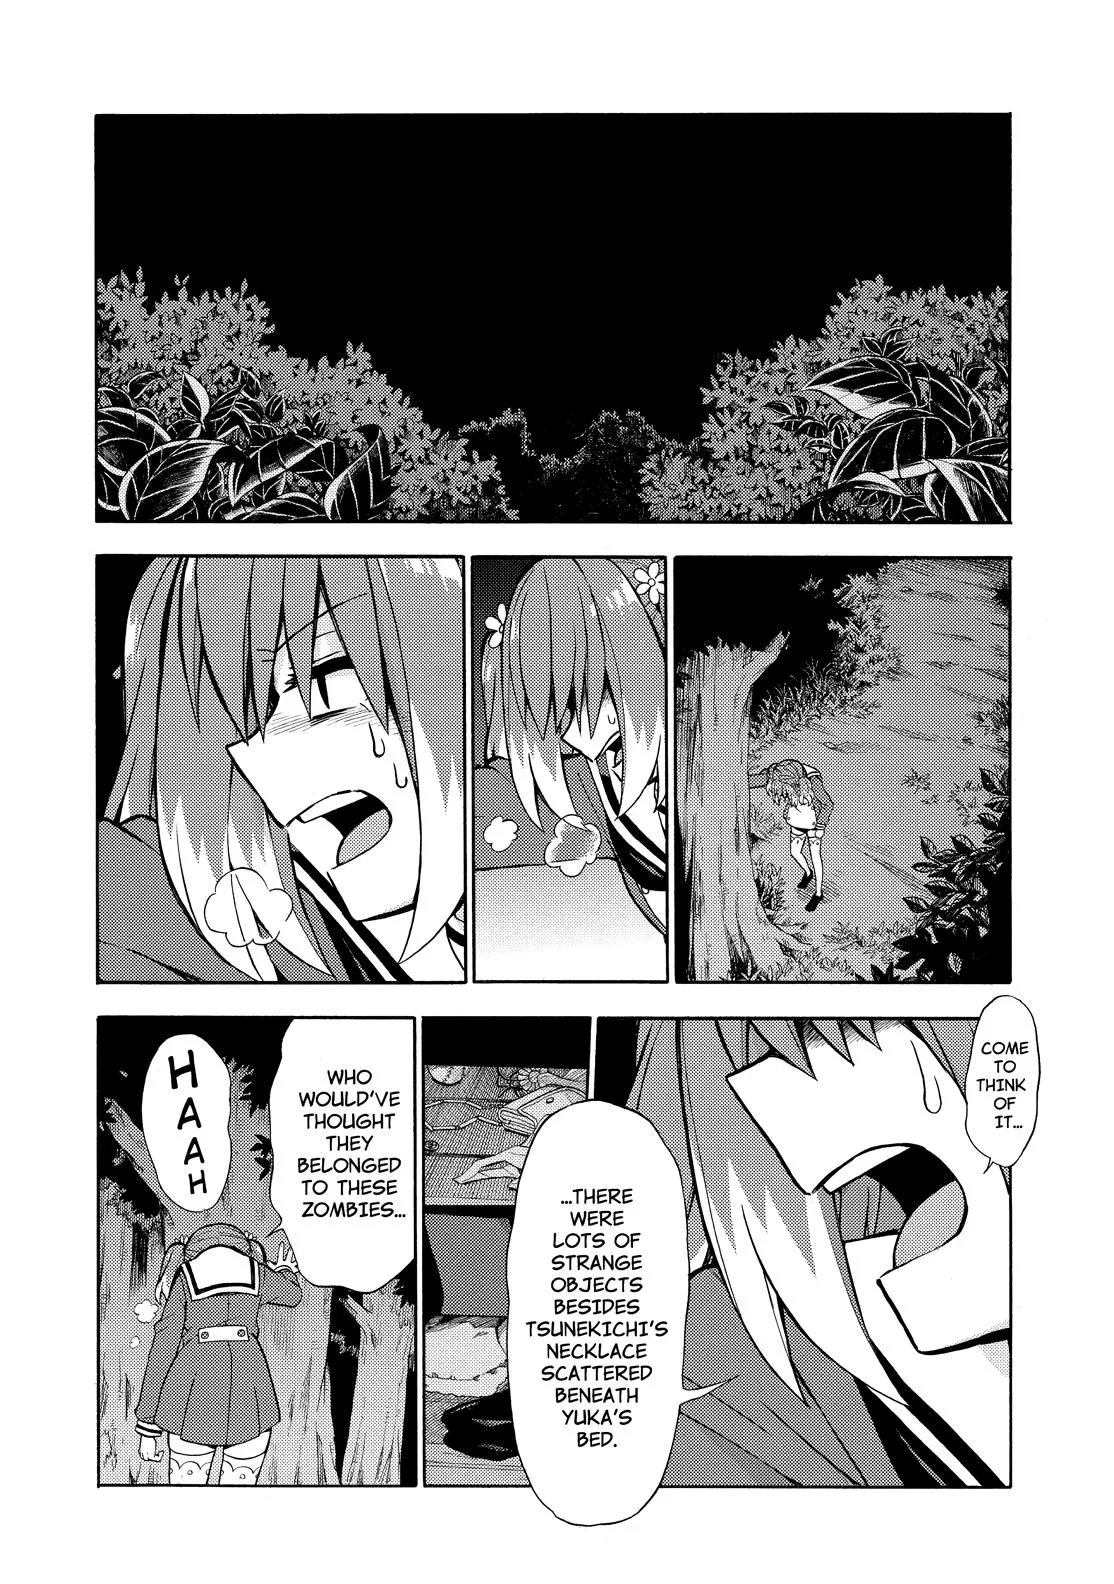 COME
TO
THINK
OF
IT...
...THERE
WERE
LOTS OF
STRANGE
OBJECTS
BESIDES
TSUNEKICHI'S
NECKLACE
SCATTERED
BENEATH
YUKA'S
BED.
WHO
WOULD'VE
THOUGHT
THEY
BELONGED
TO THESE
ZOMBIES...
HAAH